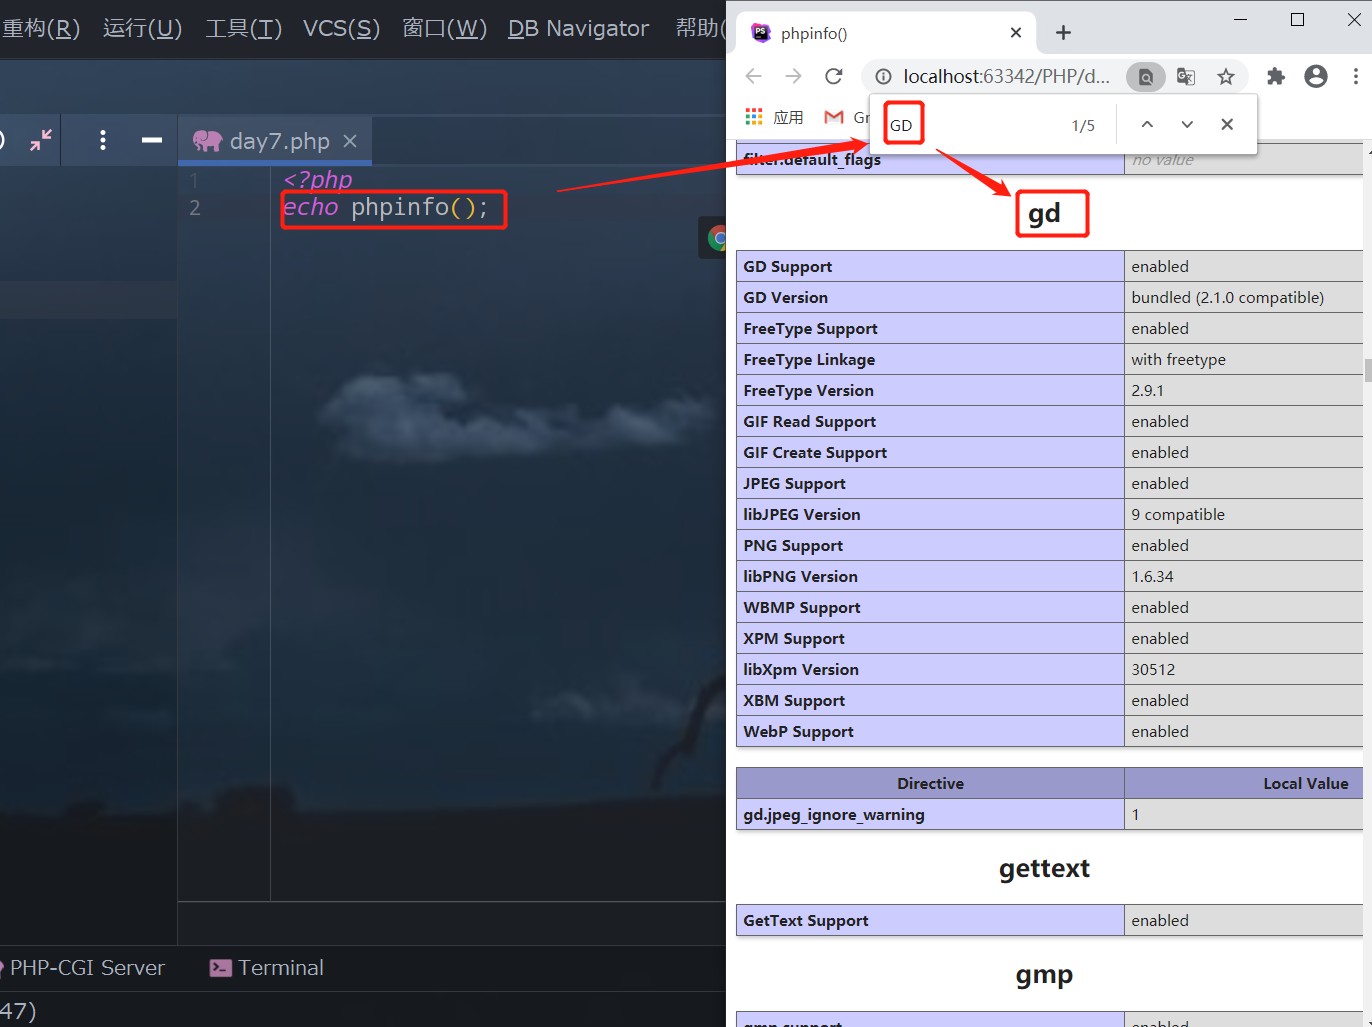 重构(R) 运行(U) 工具(T) VCS(S) 窗口(W) DB Navigator 帮助(
day7.php
1 <?php
2 echo phpinfo();
PHP-CGI Server Terminal
47)
phpinfo()
localhost:63342/PHP/d...
应用
GD 1/5
filter.default_flags no value
gd
GD Support enabled
GD Version bundled (2.1.0 compatible)
FreeType Support enabled
FreeType Linkage with freetype
FreeType Version 2.9.1
GIF Read Support enabled
GIF Create Support enabled
JPEG Support enabled
libJPEG Version 9 compatible
PNG Support enabled
libPNG Version 1.6.34
WBMP Support enabled
XPM Support enabled
libXpm Version 30512
XBM Support enabled
WebP Support enabled
Directive Local Value
gd.jpeg_ignore_warning 1
gettext
GetText Support enabled
gmp
gmp support enabled